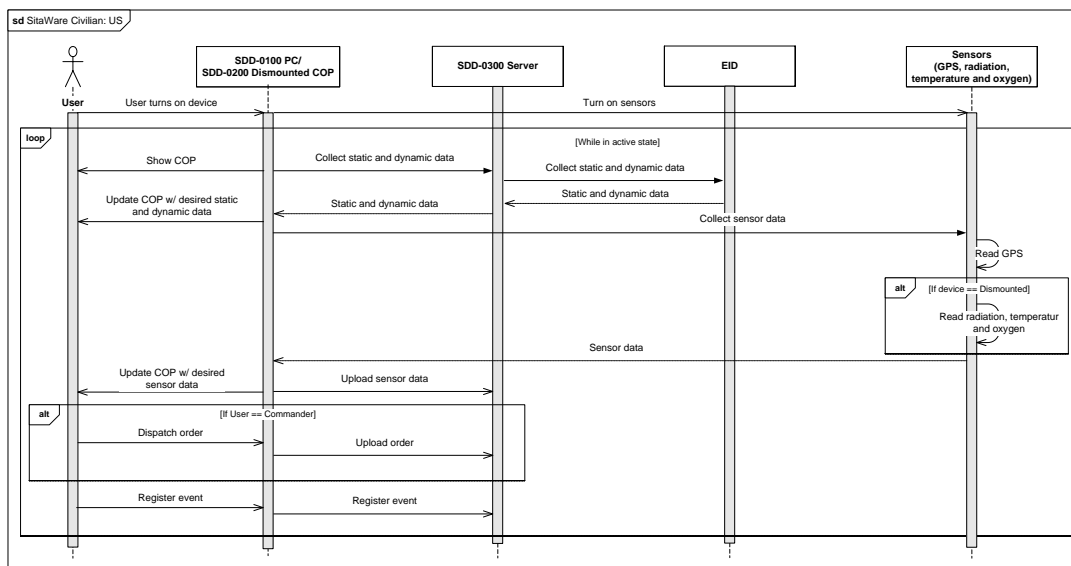 sd SitaWare Civilian: US
SDD-0100 PC/
SDD-0200 Dismounted COP
SDD-0300 Server
EID
Sensors
(GPS, radiation,
temperature and oxygen)
User
User turns on device
Turn on sensors
loop
[While in active state]
Show COP
Collect static and dynamic data
Collect static and dynamic data
Static and dynamic data
Static and dynamic data
Update COP w/ desired static
and dynamic data
Collect sensor data
Read GPS
alt
[If device == Dismounted]
Read radiation, temperatur
and oxygen
Sensor data
Update COP w/ desired
sensor data
Upload sensor data
alt
[If User == Commander]
Dispatch order
Upload order
Register event
Register event